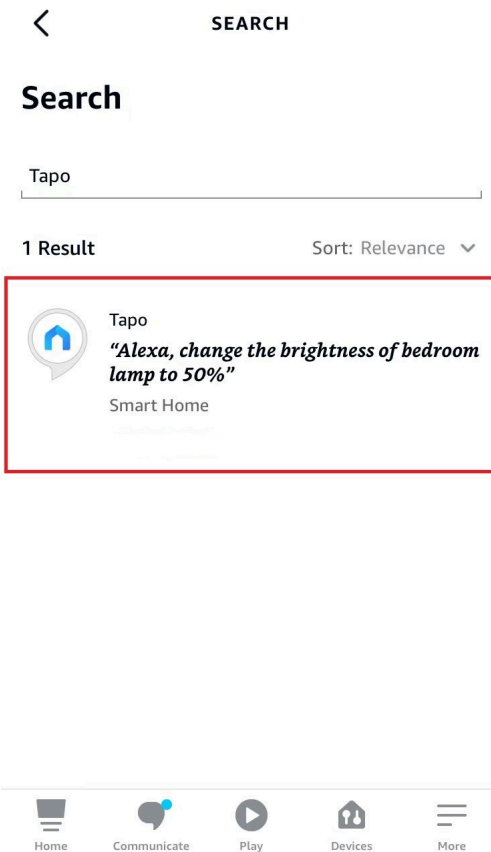 SEARCH
Search
Tapo
1 Result
Sort: Relevance
Tapo
“Alexa, change the brightness of bedroom
lamp to 50%”
Smart Home
Home
Communicate
Play
Devices
More